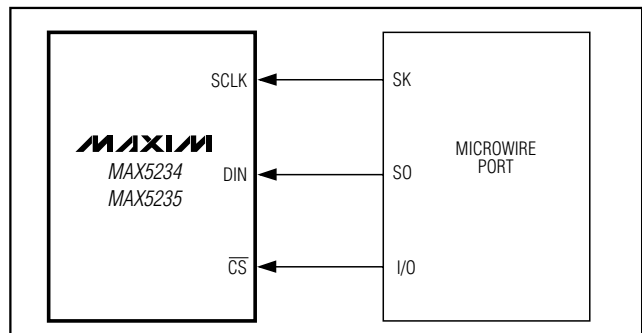 SCLK
SK
MAXIM
MAX5234
MAX5235
DIN
SO
MICROWIRE
PORT
CS
I/O